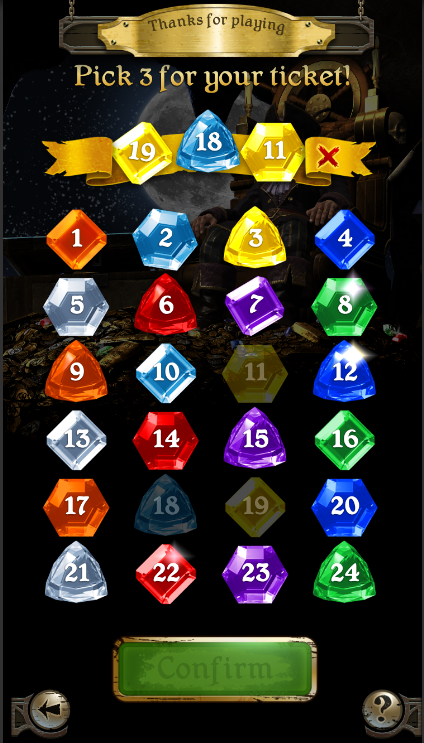 Thanks for playing
Pick 3 for your ticket!
19 18 11
1 2 3 4
5 6 7 8
9 10 11 12
13 14 15 16
17 18 19 20
21 22 23 24
Confirm
?